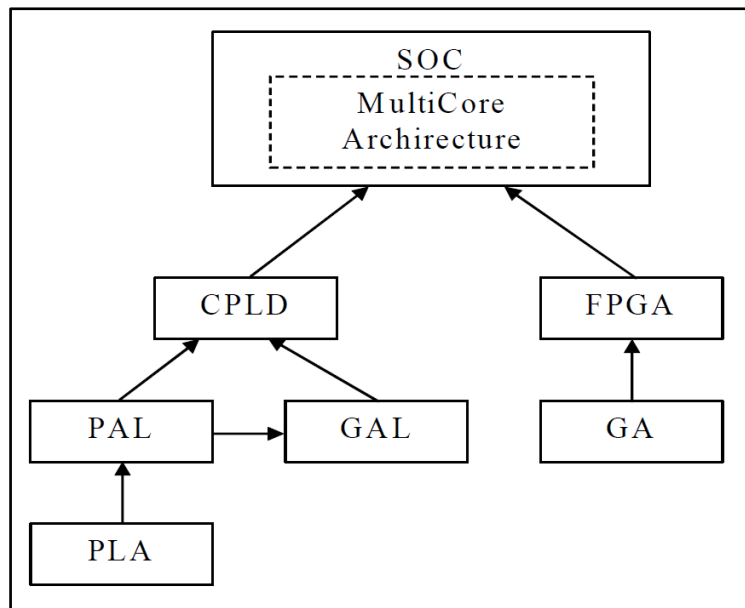 SOC
MultiCore
Archirecture
CPLD
FPGA
PAL
GAL
GA
PLA